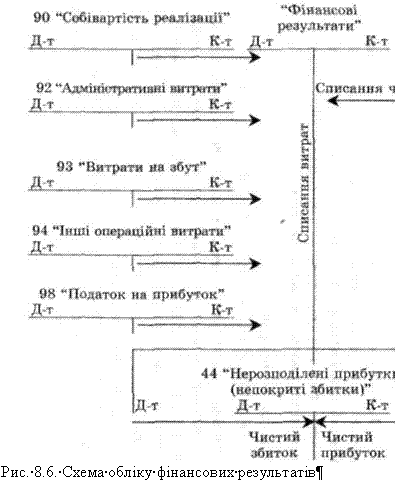 90 “Собівартість реалізації”
Д-т К-т
“Фінансові
результати”
Д-т К-т
92 “Адміністративні витрати”
Д-т К-т
Списання
93 “Витрати на збут”
Д-т К-т
Списання витрат
94 “Інші операційні витрати”
Д-т К-т
98 “Податок на прибуток”
Д-т К-т
44 “Нерозподілені прибутки
(непокриті збитки)”
Д-т
Д-т К-т
Чистий
збиток
Чистий
прибуток
Рис.·8.6.·Схема·обліку·фінансових·результатів¶